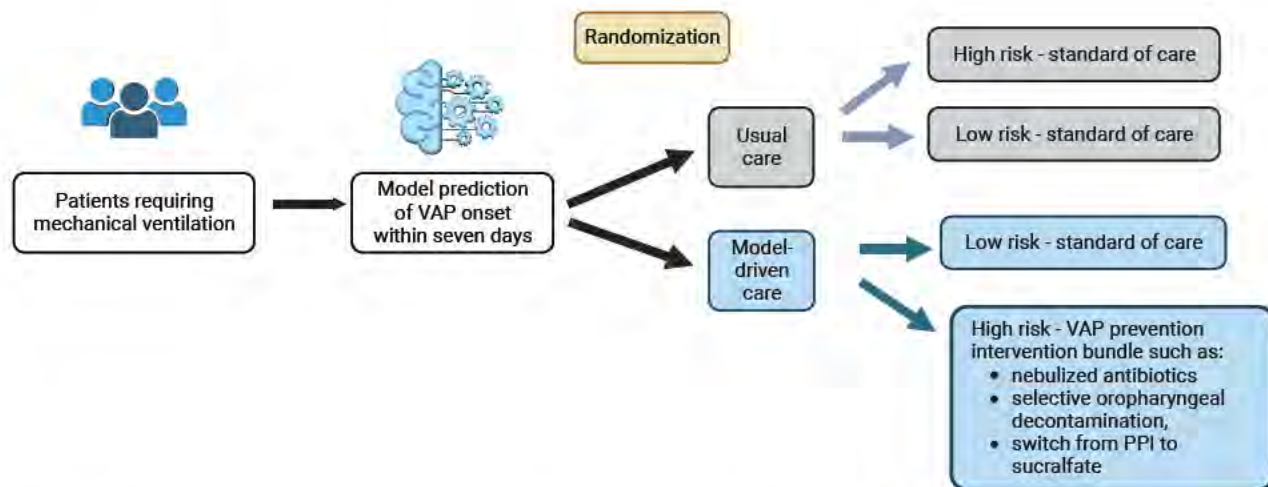 Randomization
Patients requiring
mechanical ventilation
Model prediction
of VAP onset
within seven days
Usual
care
High risk - standard of care
Low risk - standard of care
Model-
driven
care
Low risk - standard of care
High risk - VAP prevention
intervention bundle such as:
• nebulized antibiotics
• selective oropharyngeal
decontamination,
• switch from PPI to
sucralfate